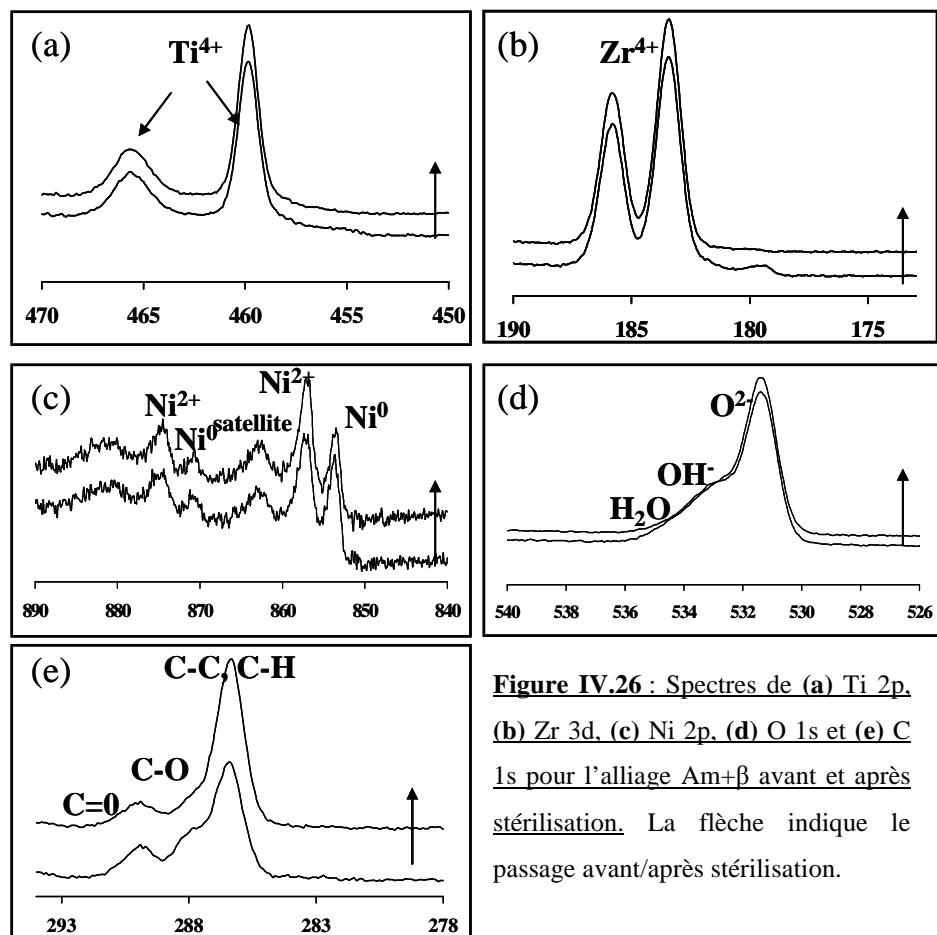 (a)
Ti4+
470 465 460 455 450
(b)
Zr4+
190 185 180 175
(c)
Ni2+
Ni2+
Ni0
satellite
Ni0
890 880 870 860 850 840
(d)
O2-
OH-
H2O
540 538 536 534 532 530 528 526
(e)
C-C, C-H
C-O
C=0
293 288 283 278
Figure IV.26 : Spectres de (a) Ti 2p,
(b) Zr 3d, (c) Ni 2p, (d) O 1s et (e) C
1s pour l'alliage Am+β avant et après
stérilisation. La flèche indique le
passage avant/après stérilisation.